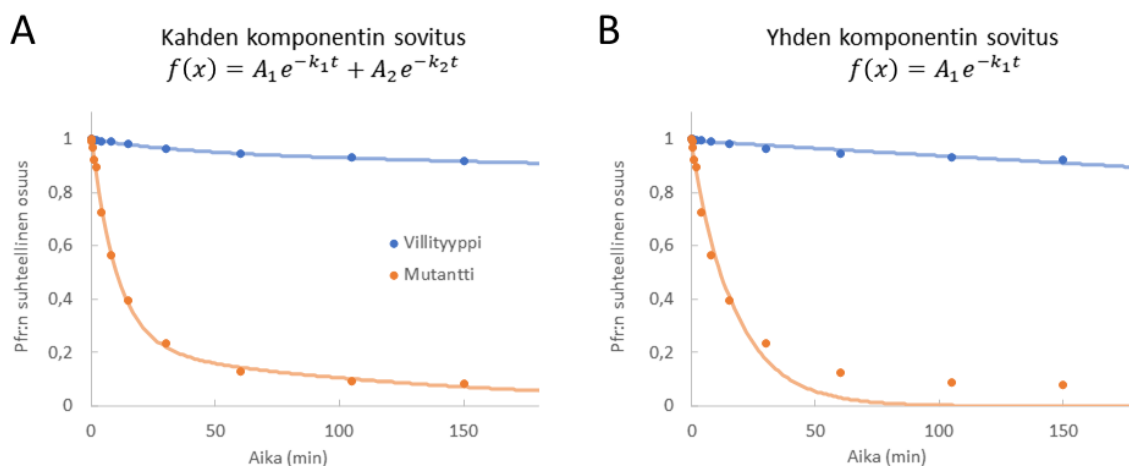 A
Kahden komponentin sovitus
f(x) = A₁e^{-k₁t} + A₂e^{-k₂t}
Pfr:n suhteellinen osuus
1
0,8
0,6
0,4
0,2
0
0
50
100
150
Aika (min)
Villityyppi
Mutantti
B
Yhden komponentin sovitus
f(x) = A₁e^{-k₁t}
Pfr:n suhteellinen osuus
1
0,8
0,6
0,4
0,2
0
0
50
100
150
Aika (min)